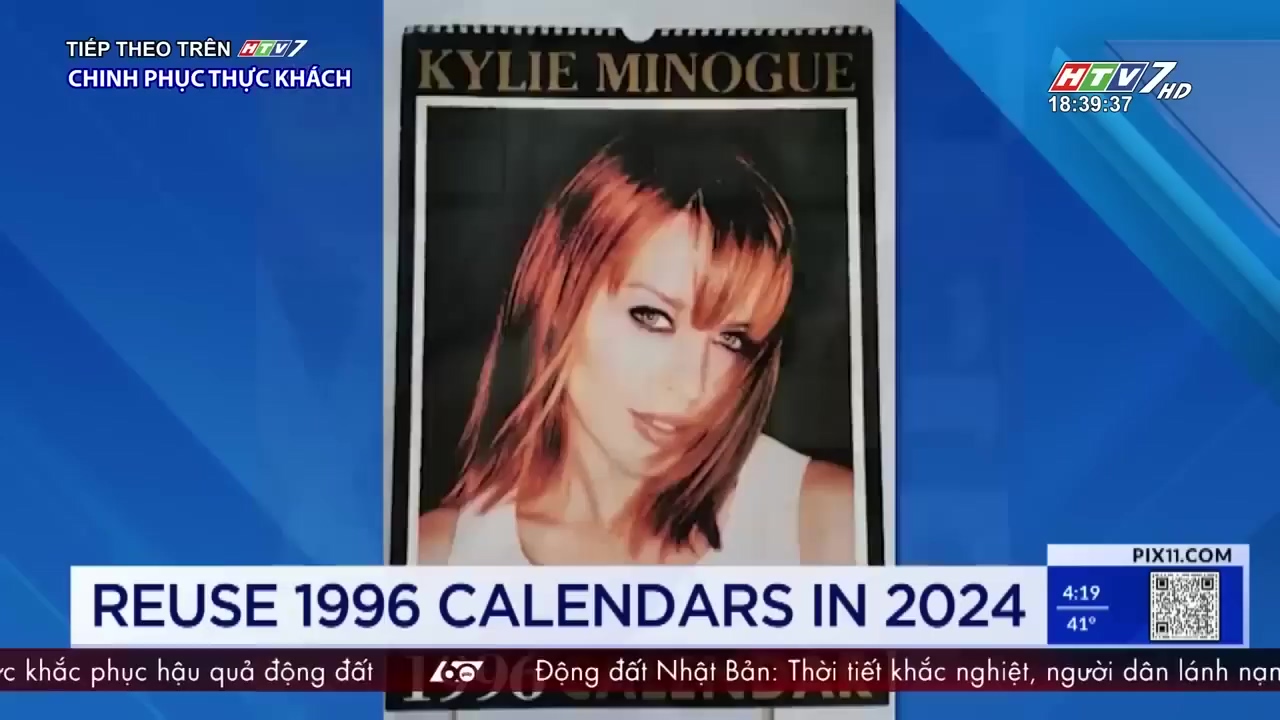 TIẾP THEO TRÊN HTV7
CHINH PHỤC THỰC KHÁCH
HTV7 HD
18:39:37
KYLIE MINOGUE
PIX11.COM
REUSE 1996 CALENDARS IN 2024
4:19
41°
khắc phục hậu quả động đất 60 Động đất Nhật Bản: Thời tiết khắc nghiệt, người dân lánh
1996 CALENDAR